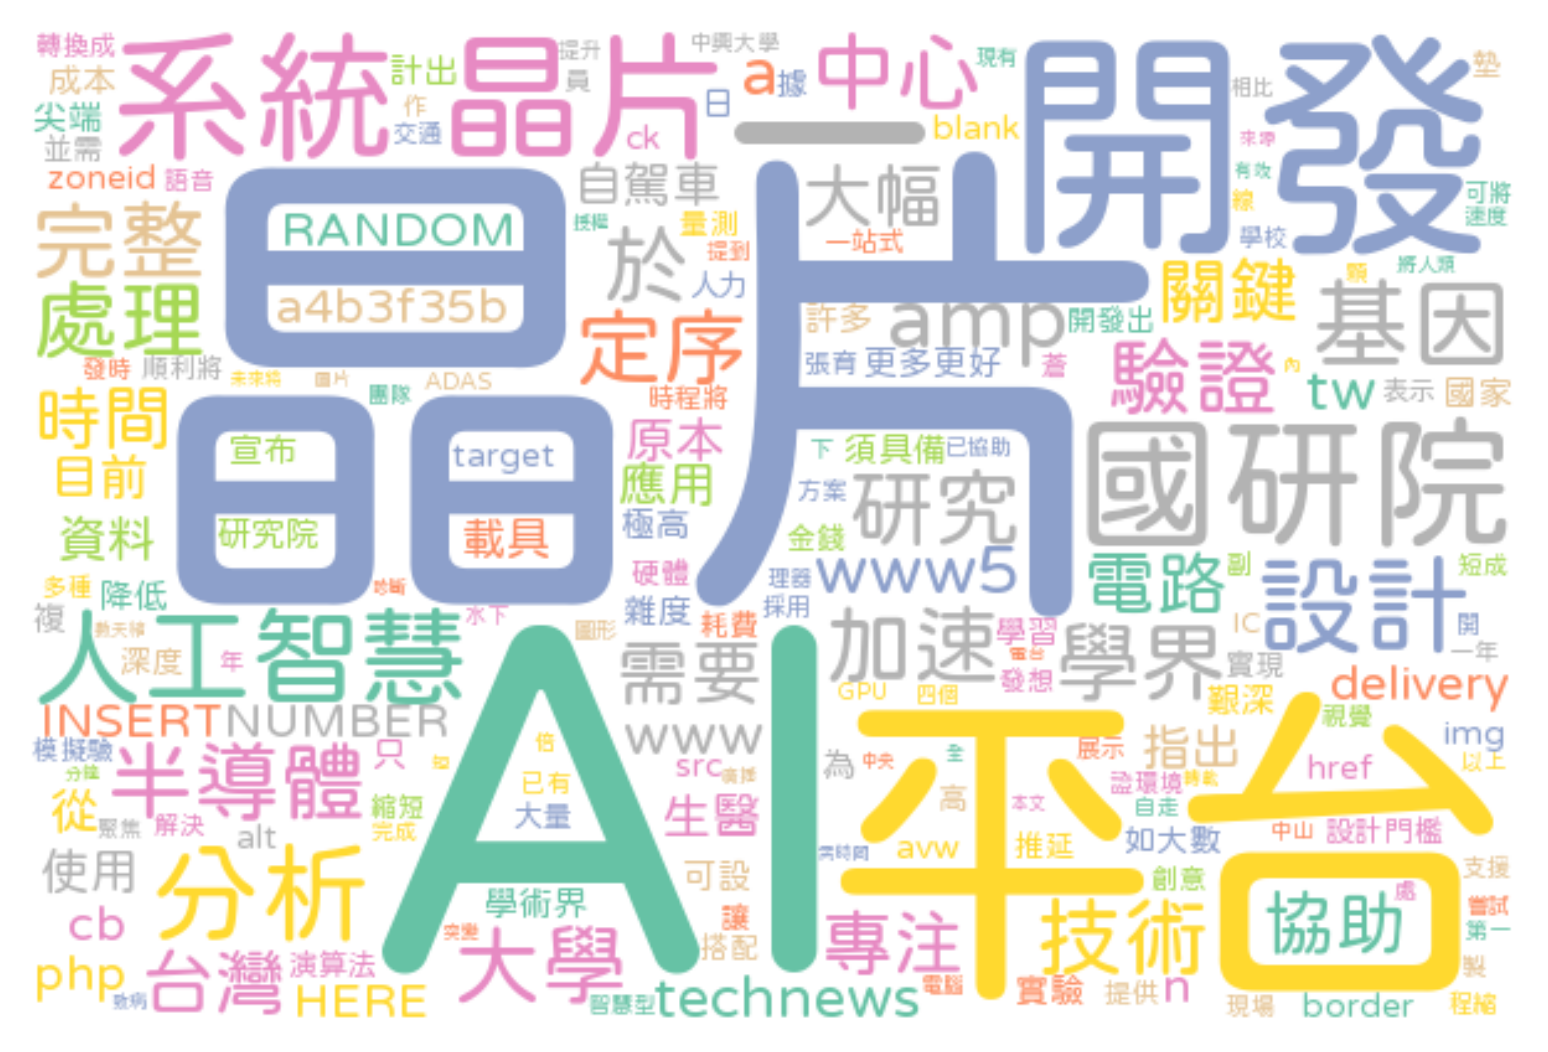 轉換成
系統晶片
計出
提升
員
中興大學
a
據
中心
現有
開發
墊
成本
作
日
相比
尖端
交通
ck
一
blank
並需
zoneid
語音
自駕車
大幅
有效
可將
完整
RANDOM
授權
量測
線
速度
晶片
於
提到
一站式
學校
處理
a4b3f35b
人力
關鍵
顆
將人類
基因
定序
許多
amp
開發出
發時
順利將
未來將
圖片
ADAS
張育
更多更好
蒼
驗證
內
團隊
時程將
tw
表示
國家
時間
宣布
target
原本
下
須具備
已協助
國研院
目前
應用
方案
研究
資料
研究院
載具
極高
金錢
多種
降低
診斷
硬體
理器
www5
電路
副
設計
短成
複
水下
圖形
雜度
耗費
採用
人工智慧
深度
年
需要
加速
學習
學界
IC
開
發想
實現
一年
INSERT
NUMBER
AI
GPU
四個
艱深
delivery
模擬驗
半導體
只
倍
www
平台
視覺
img
分鐘
src
為
中央
全
展示
指出
href
以上
從
縮短
已有
高
本文
證環境
聚焦
解決
完成
大量
生醫
自走
中山
設計門檻
alt
avw
推延
如大數
使用
分析
可設
創意
支援
學術界
讓
協助
處
嘗試
cb
突變
大學
搭配
專注
技術
第一
php
台灣
演算法
電腦
實驗
提供
n
製
致病
HERE
智慧型
technews
現場
border
程縮